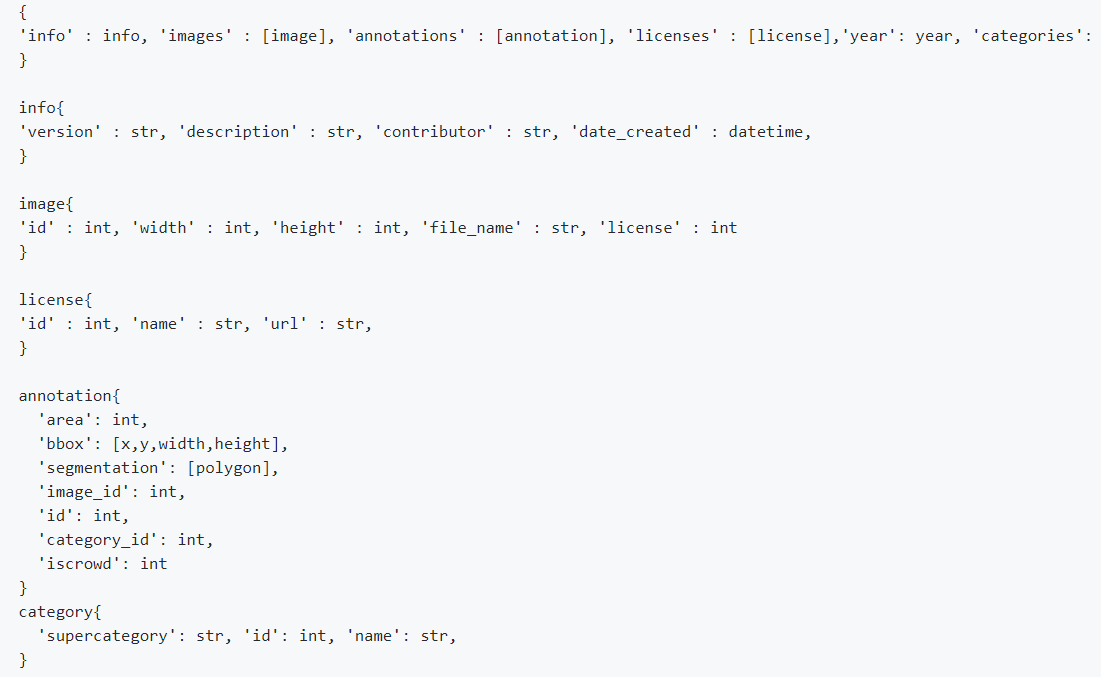 {
'info' : info, 'images' : [image], 'annotations' : [annotation], 'licenses' : [license],'year': year, 'categories':
}
info{
'version' : str, 'description' : str, 'contributor' : str, 'date_created' : datetime,
}
image{
'id' : int, 'width' : int, 'height' : int, 'file_name' : str, 'license' : int
}
license{
'id' : int, 'name' : str, 'url' : str,
}
annotation{
  'area': int,
  'bbox': [x,y,width,height],
  'segmentation': [polygon],
  'image_id': int,
  'id': int,
  'category_id': int,
  'iscrowd': int
}
category{
  'supercategory': str, 'id': int, 'name': str,
}